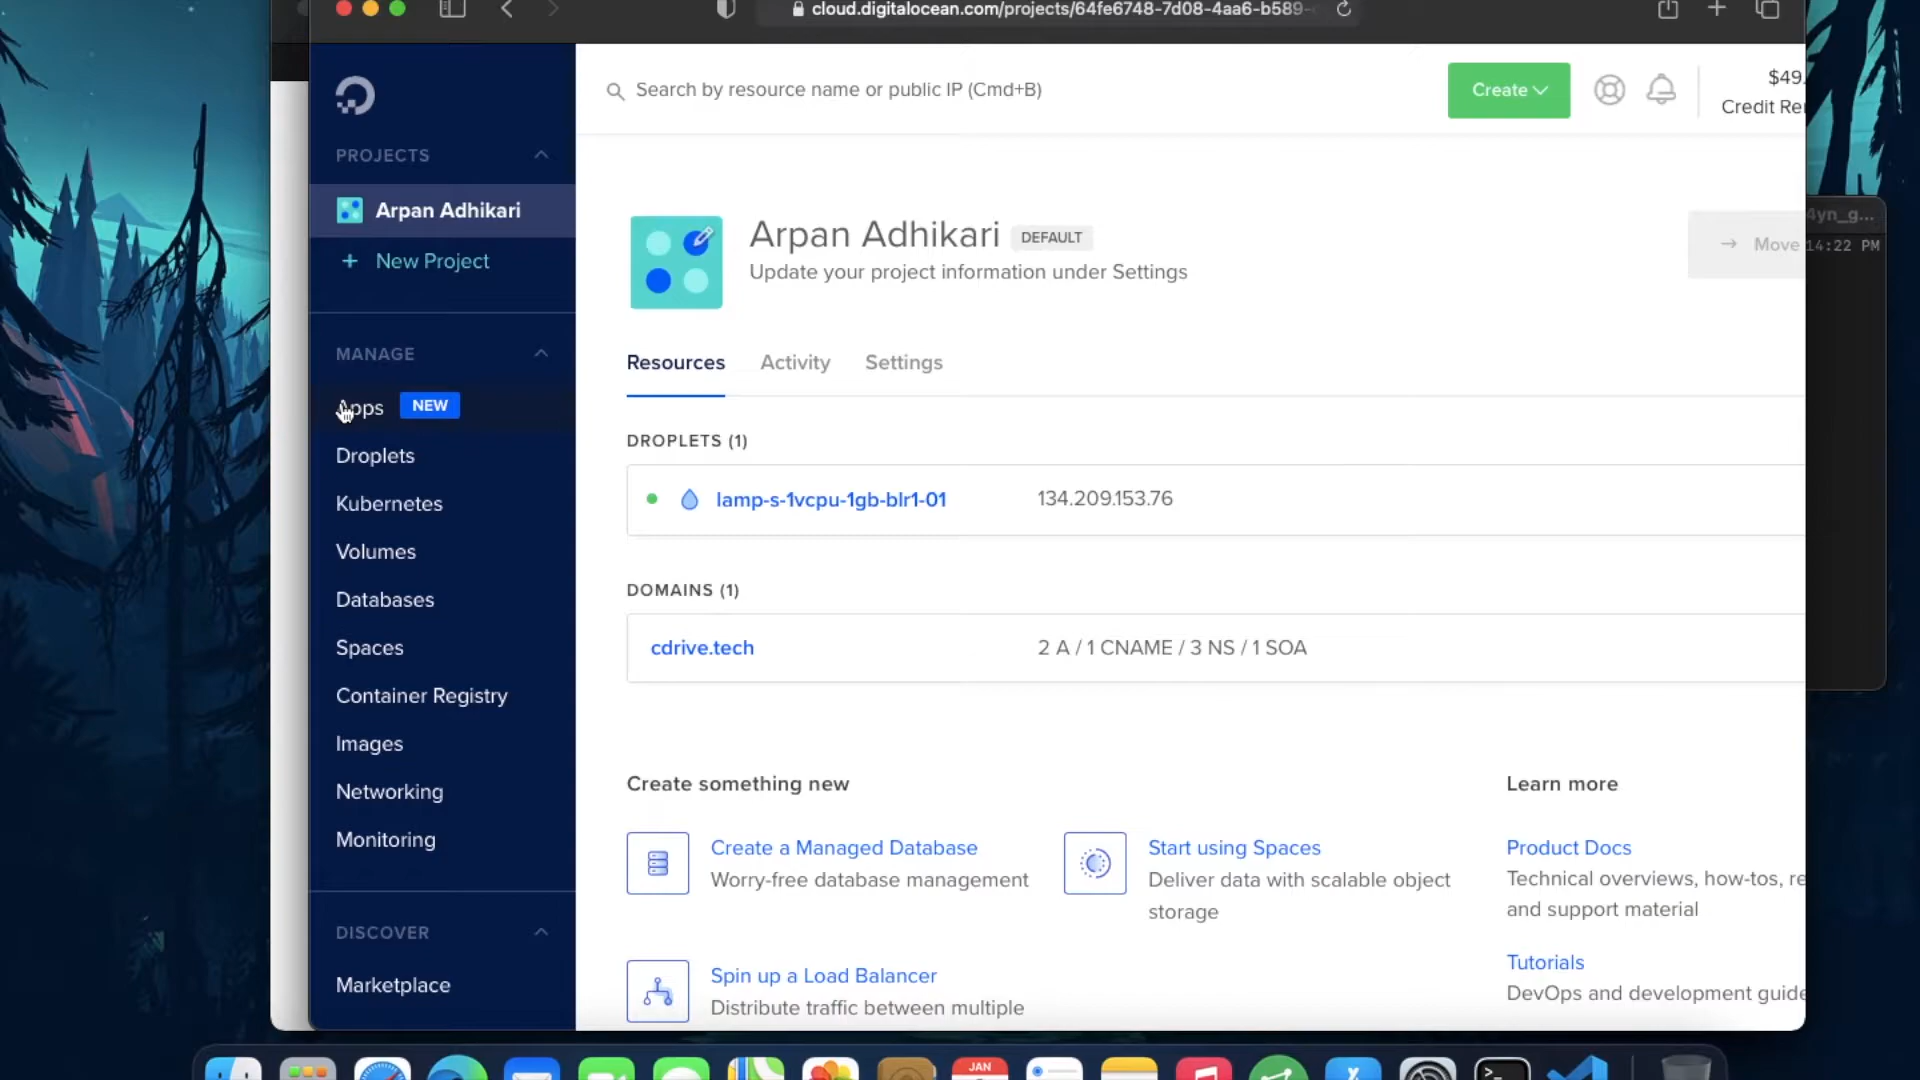 cloud.digitalocean.com/projects/64fe6748-7d08-4aa6-b589-
Search by resource name or public IP (Cmd+B)
Create
$49.
Credit Re
PROJECTS
Arpan Adhikari
+ New Project
MANAGE
Apps NEW
Droplets
Kubernetes
Volumes
Databases
Spaces
Container Registry
Images
Networking
Monitoring
DISCOVER
Marketplace
Arpan Adhikari DEFAULT
Update your project information under Settings
→ Move
4yn_g...
14:22 PM
Resources Activity Settings
DROPLETS (1)
lamp-s-1vcpu-1gb-blr1-01 134.209.153.76
DOMAINS (1)
cdrive.tech 2 A / 1 CNAME / 3 NS / 1 SOA
Create something new
Create a Managed Database
Worry-free database management
Start using Spaces
Deliver data with scalable object
storage
Spin up a Load Balancer
Distribute traffic between multiple
Learn more
Product Docs
Technical overviews, how-tos, re
and support material
Tutorials
DevOps and development guide
JAN